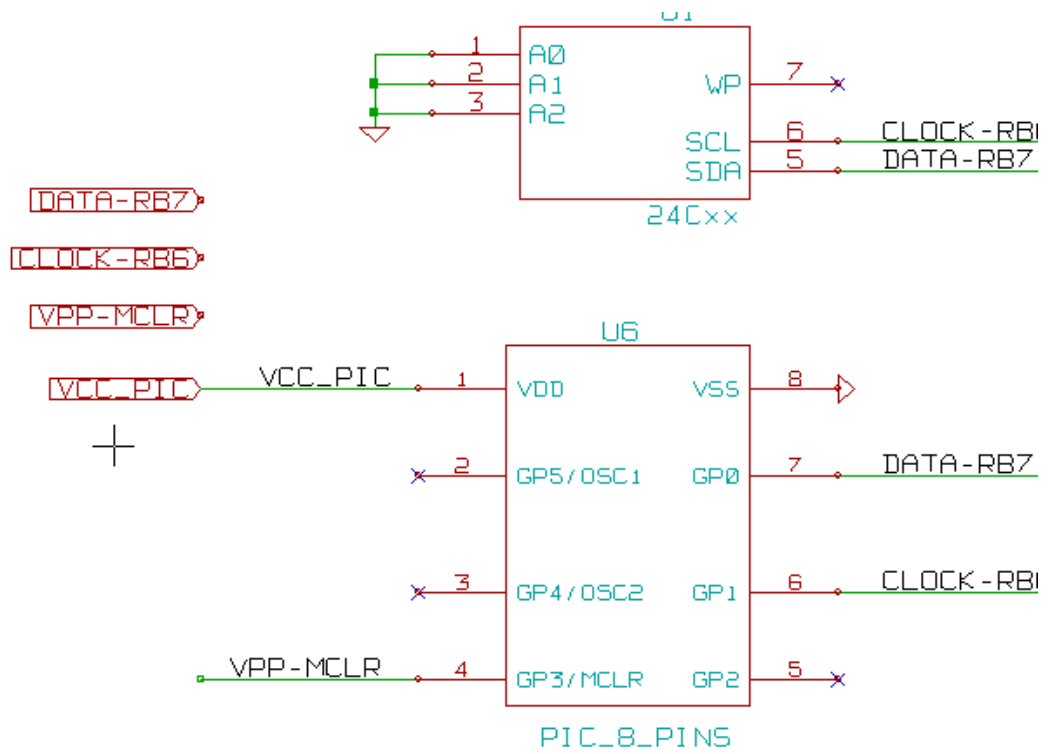 1 A0
2 A1
3 A2
WP 7
SCL 6 
SDA 5 DATA-RB7
24Cxx
DATA-RB7
CLOCK-RB6
VPP-MCLR
VCC_PIC
VCC_PIC
U6
1 VDD
VSS 8
2 GP5/OSC1
GP0 7 DATA-RB7
3 GP4/OSC2
GP1 6
VPP-MCLR 4 GP3/MCLR
GP2 5
PIC_8_PINS